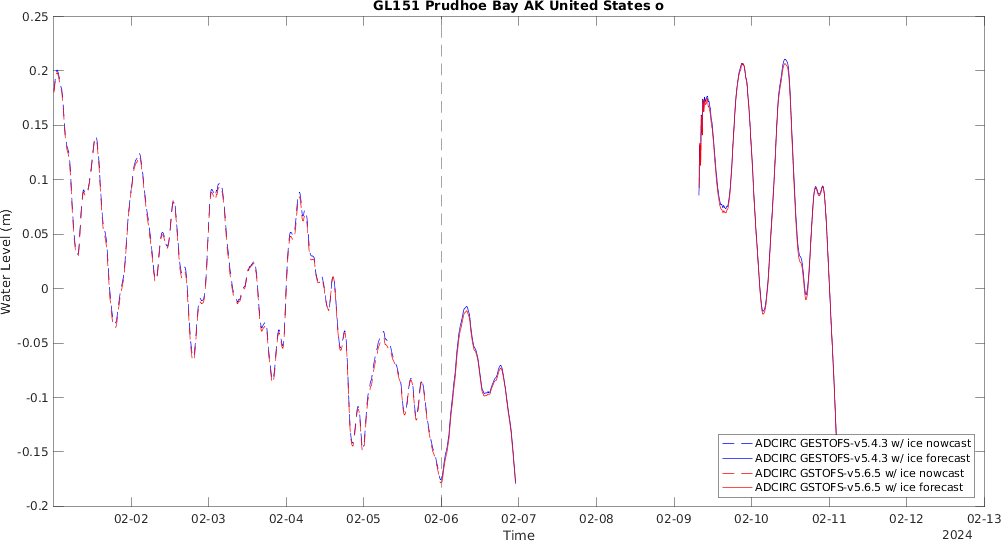 GL151 Prudhoe Bay AK United States o
0.25
0.2
0.15
0.1
0.05
0
-0.05
-0.1
-0.15
-0.2
Water Level (m)
02-02 02-03 02-04 02-05 02-06 02-07 02-08 02-09 02-10 02-11 02-12 02-13
Time
2024
ADCIRC GESTOFS-v5.4.3 w/ ice nowcast
ADCIRC GESTOFS-v5.4.3 w/ ice forecast
ADCIRC GSTOFS-v5.6.5 w/ ice nowcast
ADCIRC GSTOFS-v5.6.5 w/ ice forecast